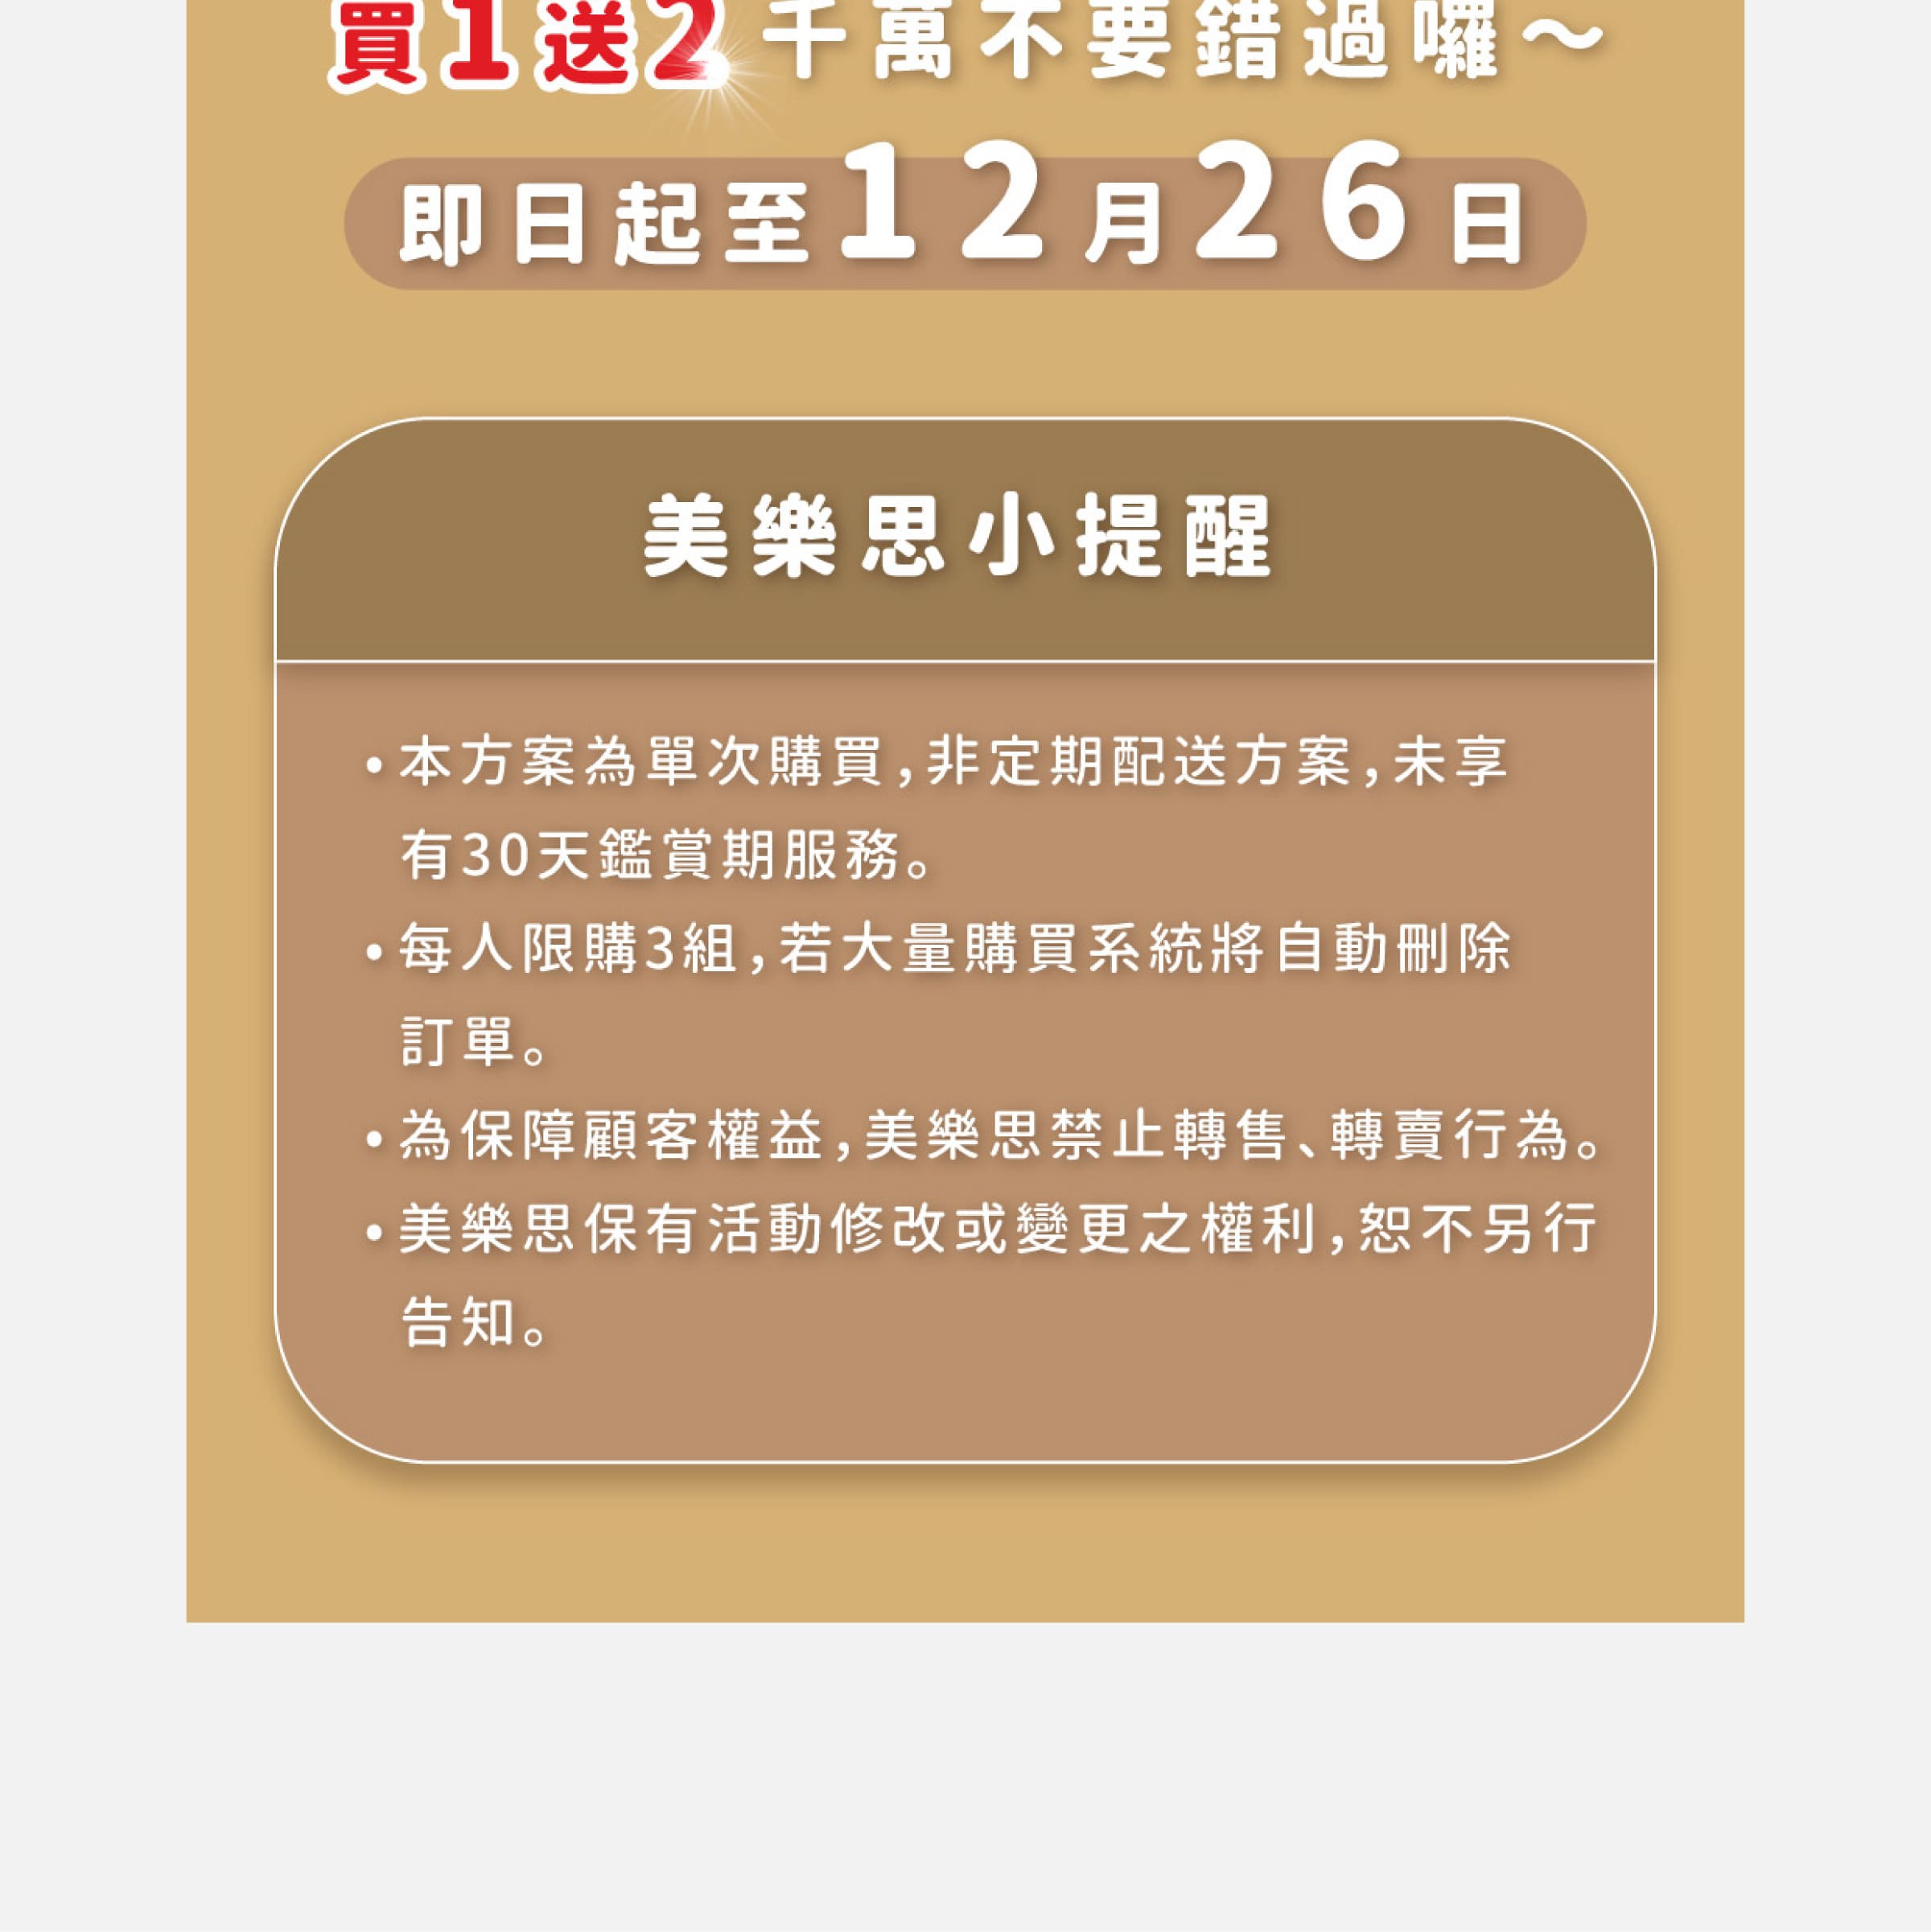 買1送2千萬不要錯過囉～
即日起至12月26日
美樂思小提醒
•本方案為單次購買,非定期配送方案,未享
有30天鑑賞期服務。
•每人限購3組,若大量購買系統將自動刪除
訂單。
•為保障顧客權益,美樂思禁止轉售、轉賣行為。
•美樂思保有活動修改或變更之權利,恕不另行
告知。